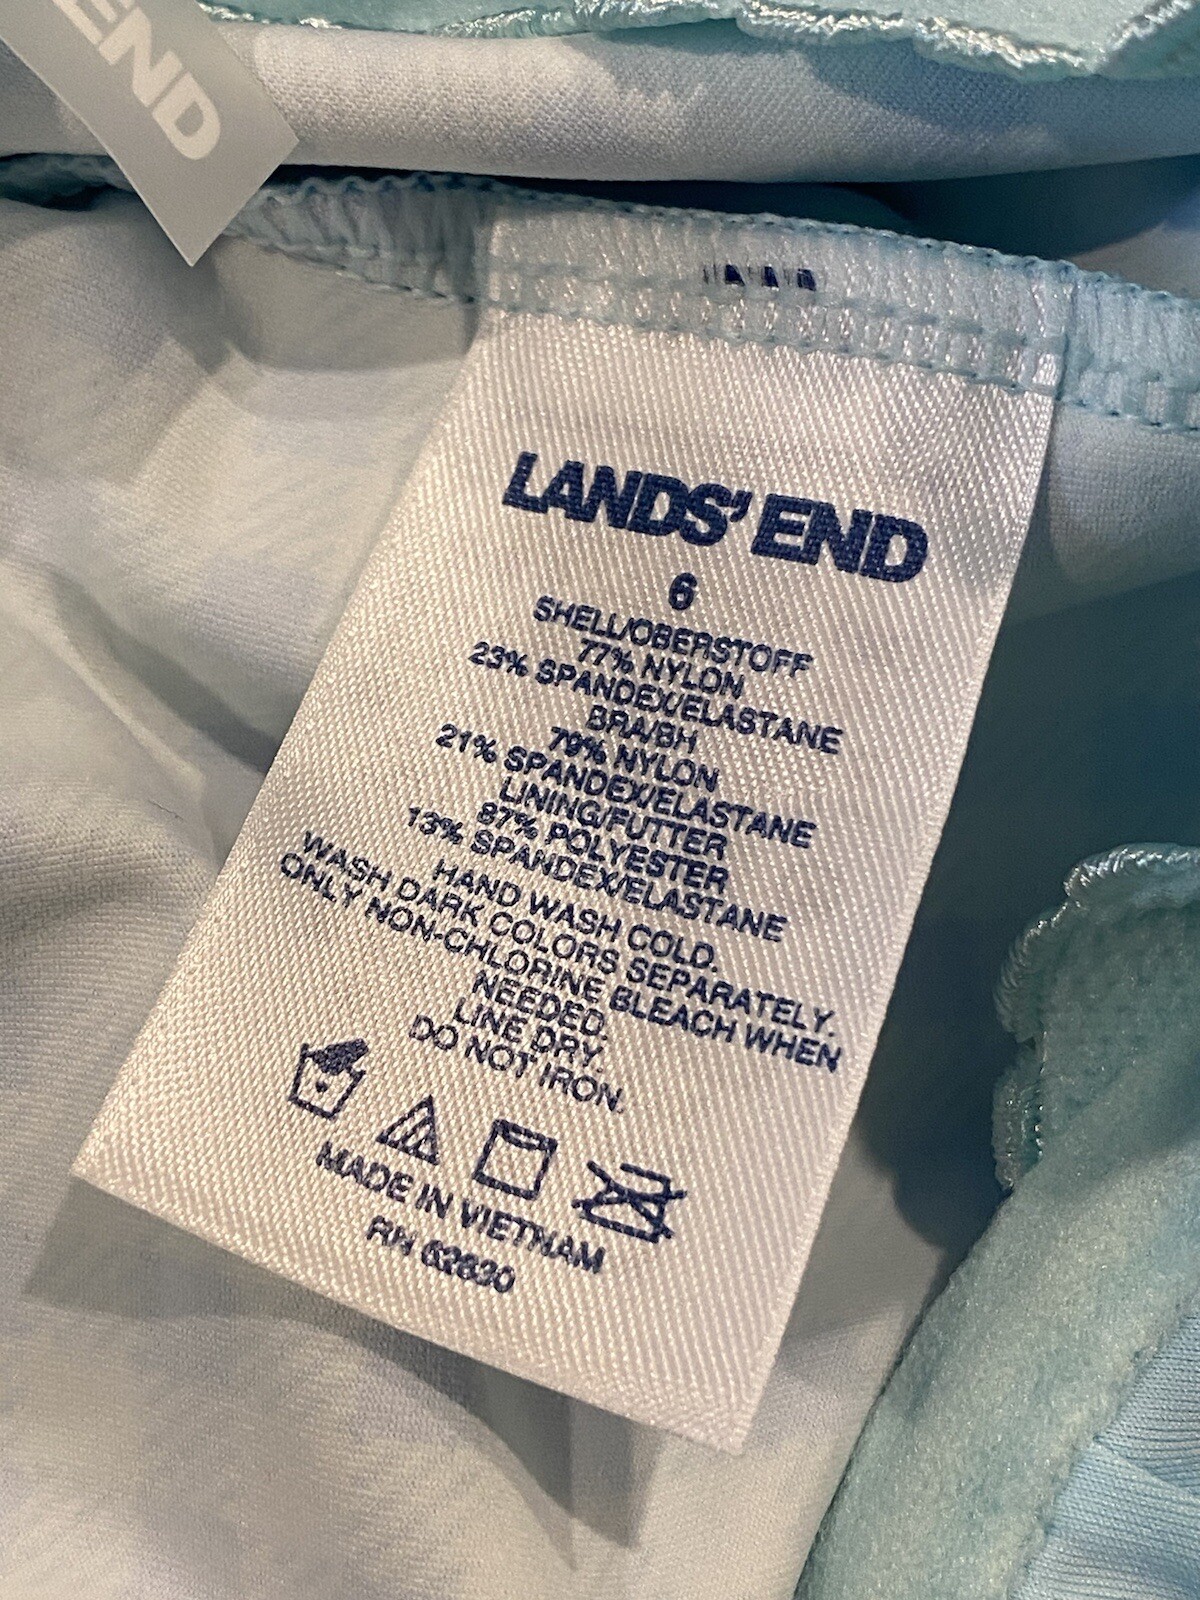 END
LANDS' END
6
SHELL/OBERSTOFF
77% NYLON
23% SPANDEX/ELASTANE
BRA/BH
79% NYLON
21% SPANDEX/ELASTANE
LINING/FUTTER
87% POLYESTER
13% SPANDEX/ELASTANE
HAND WASH COLD.
WASH DARK COLORS SEPARATELY.
ONLY NON-CHLORINE BLEACH WHEN
NEEDED.
LINE DRY.
DO NOT IRON.
MADE IN VIETNAM
RN 62830